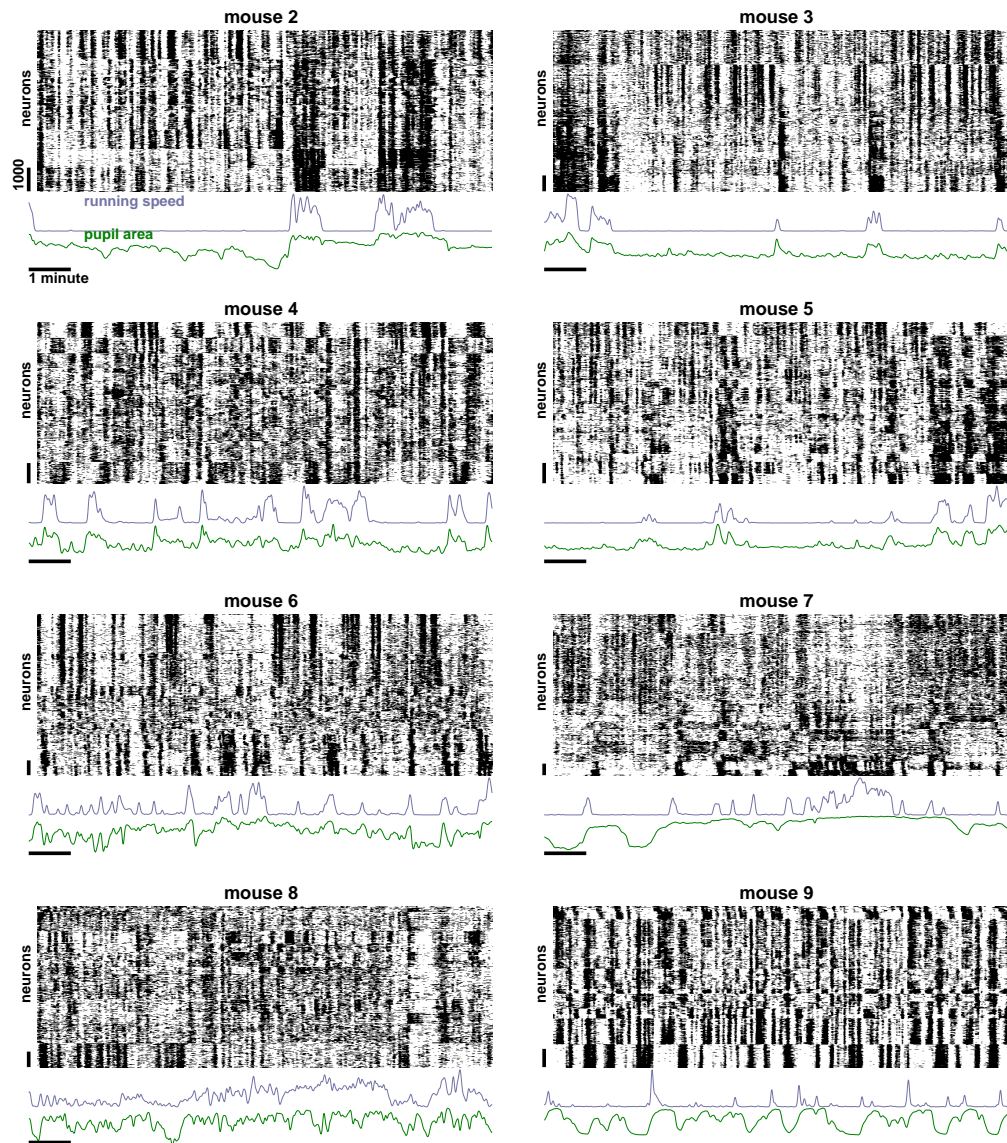 mouse 2
neurons
1000
running speed
pupil area
1 minute
mouse 3
neurons
mouse 4
neurons
mouse 5
neurons
mouse 6
neurons
mouse 7
neurons
mouse 8
neurons
mouse 9
neurons